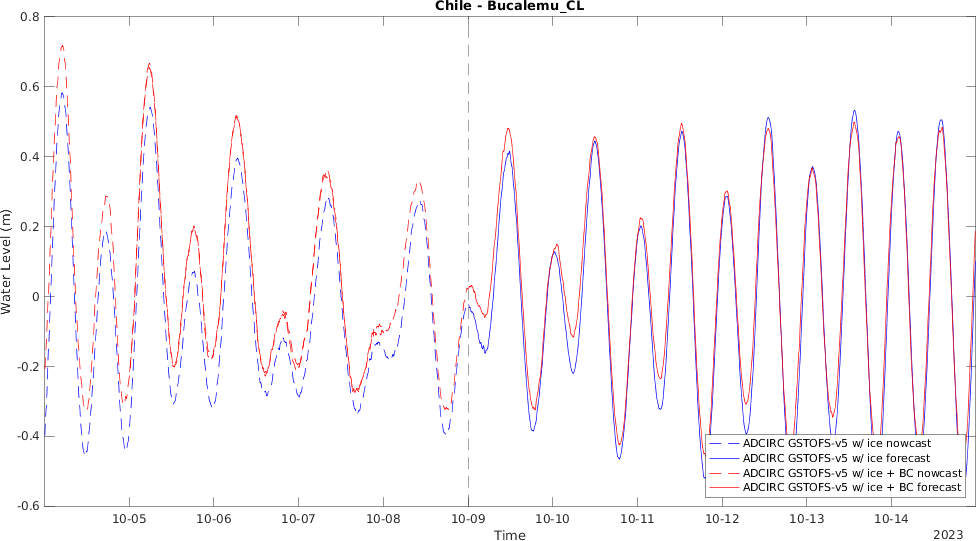 Chile - Bucalemu_CL
0.8
0.6
0.4
0.2
0
-0.2
-0.4
-0.6
Water Level (m)
ADCIRC GSTOFS-v5 w/ ice nowcast
ADCIRC GSTOFS-v5 w/ ice forecast
ADCIRC GSTOFS-v5 w/ ice + BC nowcast
ADCIRC GSTOFS-v5 w/ ice + BC forecast
10-05 10-06 10-07 10-08 10-09 10-10 10-11 10-12 10-13 10-14
Time
2023